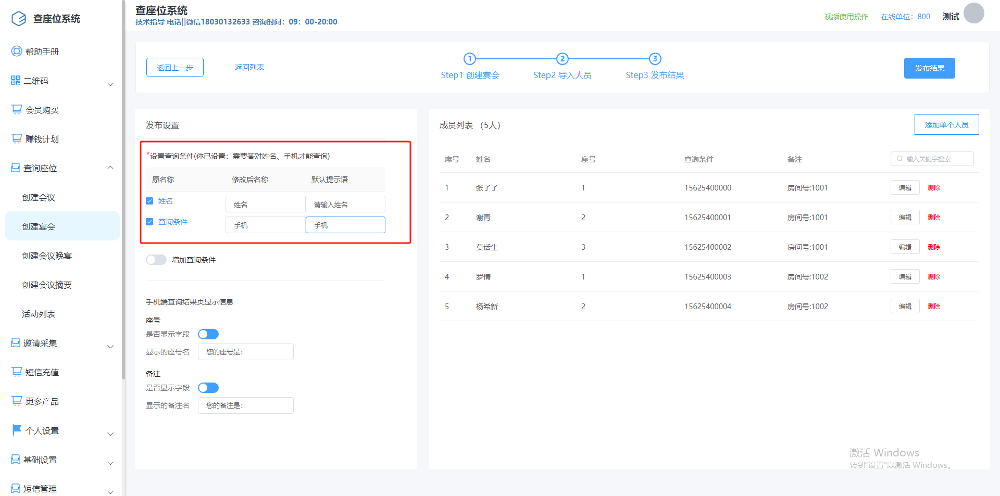 查座位系统
帮助手册
二维码
会员购买
赚钱计划
查询座位
创建会议
创建宴会
创建会议晚宴
创建会议摘要
活动列表
邀请采集
短信充值
更多产品
个人设置
基础设置
短信管理
查座位系统
技术指导 电话||微信18030132633 咨询时间：09：00-20:00
视频使用操作 在线单位：800 测试
返回上一步 返回列表
1 2 3
Step1 创建宴会 Step2 导入人员 Step3 发布结果
发布结果
发布设置
*设置查询条件(你已设置：需要答对姓名、手机才能查询)
原名称 修改后名称 默认提示语
姓名 姓名 请输入姓名
查询条件 手机 手机
增加查询条件
手机端查询结果页显示信息
座号
是否显示字段
显示的座号名 您的座号是:
备注
是否显示字段
显示的备注名 您的备注是:
成员列表 （5人）
添加单个人员
序号 姓名 座号 查询条件 备注 输入关键字搜索
1 张了了 1 15625400000 房间号:1001 编辑 删除
2 谢青 2 15625400001 房间号:1001 编辑 删除
3 莫话生 3 15625400002 房间号:1001 编辑 删除
4 罗情 1 15625400003 房间号:1002 编辑 删除
5 杨希新 2 15625400004 房间号:1002 编辑 删除
激活 Windows
转到"设置"以激活 Windows。